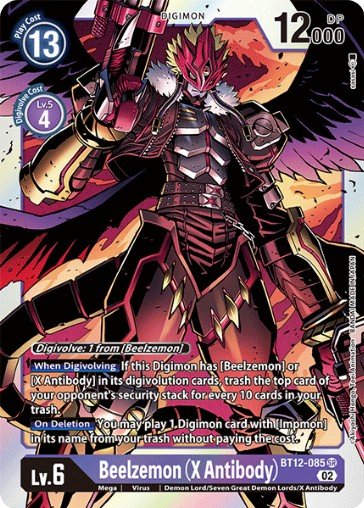 DIGIMON
Play Cost
13
12000
DP
Digivolve Cost
Lv.5
4
Digivolve: 1 from [Beelzemon]
When Digivolving If this Digimon has [Beelzemon] or
[X Antibody] in its digivolution cards, trash the top card of
your opponent's security stack for every 10 cards in your
trash.
On Deletion You may play 1 Digimon card with [Impmon]
in its name from your trash without paying the cost.
Lv.6
Beelzemon (X Antibody)
BT12-085
SR
02
Mega
Virus
Demon Lord/Seven Great Demon Lords/X Antibody